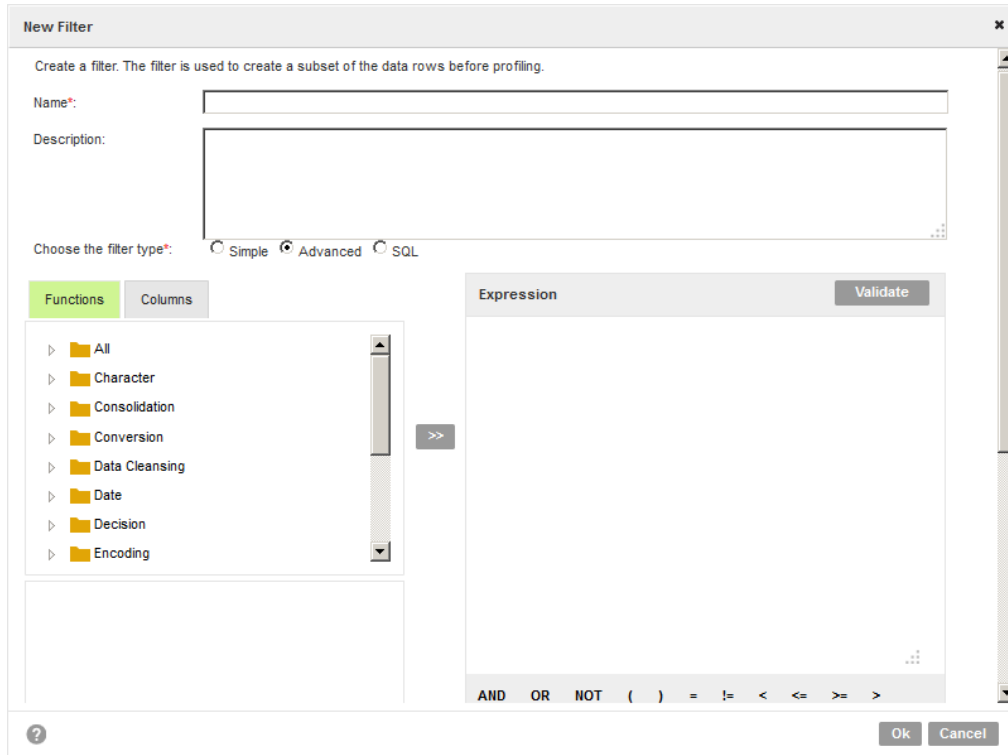 New Filter
Create a filter. The filter is used to create a subset of the data rows before profiling.
Name*:
Description:
Choose the filter type*: Simple Advanced SQL
Functions Columns
All
Character
Consolidation
Conversion
Data Cleansing
Date
Decision
Encoding
>>
Expression Validate
AND OR NOT ( ) = != < <= >= >
? Ok Cancel